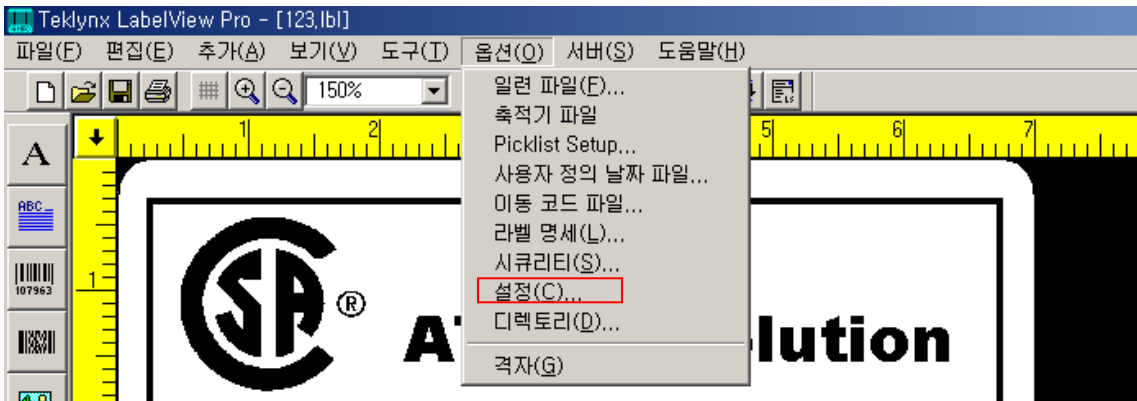 Teklynx LabelView Pro - [123.lbl]
파일(F) 편집(E) 추가(A) 보기(V) 도구(T) 옵션(O) 서버(S) 도움말(H)
150%
일련 파일(F)...
축적기 파일
Picklist Setup...
사용자 정의 날짜 파일...
이동 코드 파일...
라벨 명세(L)...
시큐리티(S)...
설정(C)...
디렉토리(D)...
격자(G)
1 2 5 6 7
A
ABC
107963
1
SA ®
A lution